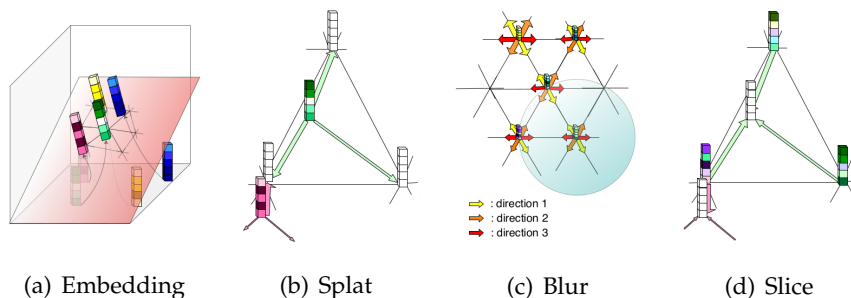 : direction 1
: direction 2
: direction 3
(a) Embedding
(b) Splat
(c) Blur
(d) Slice